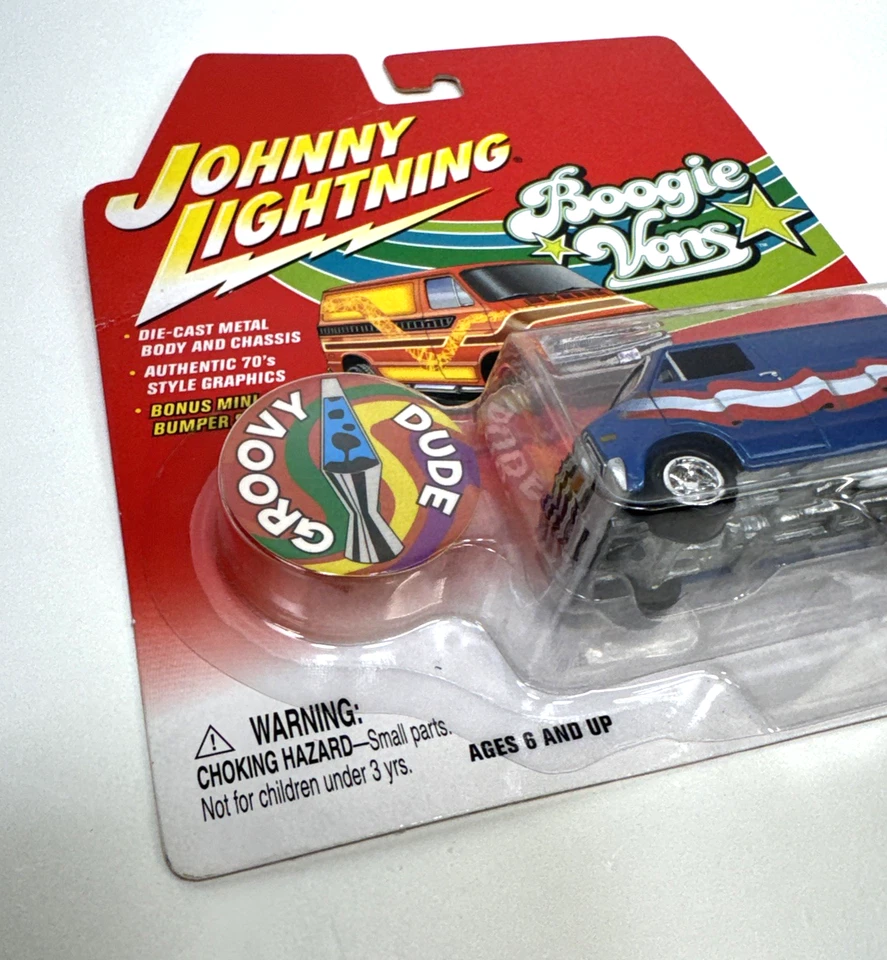 JOHNNY
LIGHTNING
Boogie
Vans
• DIE-CAST METAL
BODY AND CHASSIS
• AUTHENTIC 70's
STYLE GRAPHICS
• BONUS MINI
BUMPER
GROOVY
DUDE
WARNING:
CHOKING HAZARD—Small parts.
Not for children under 3 yrs.
AGES 6 AND UP